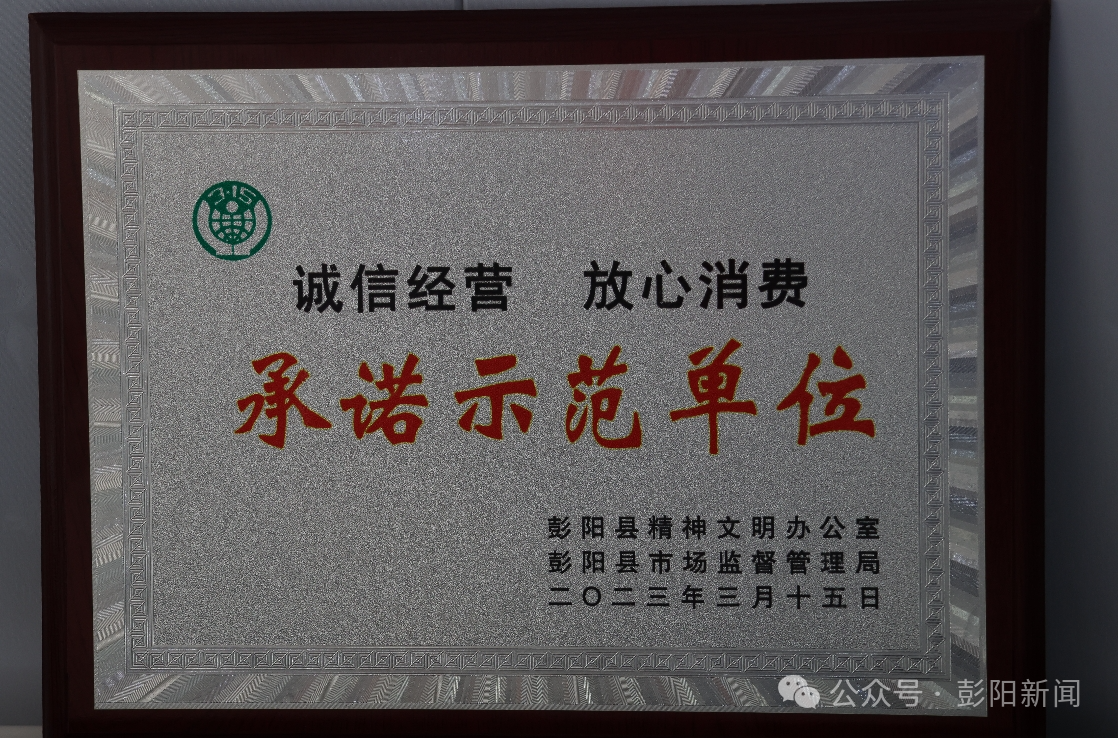 3·15
诚信经营 放心消费
承诺示范单位
彭阳县精神文明办公室
彭阳县市场监督管理局
二〇二三年三月十五日
公众号·彭阳新闻